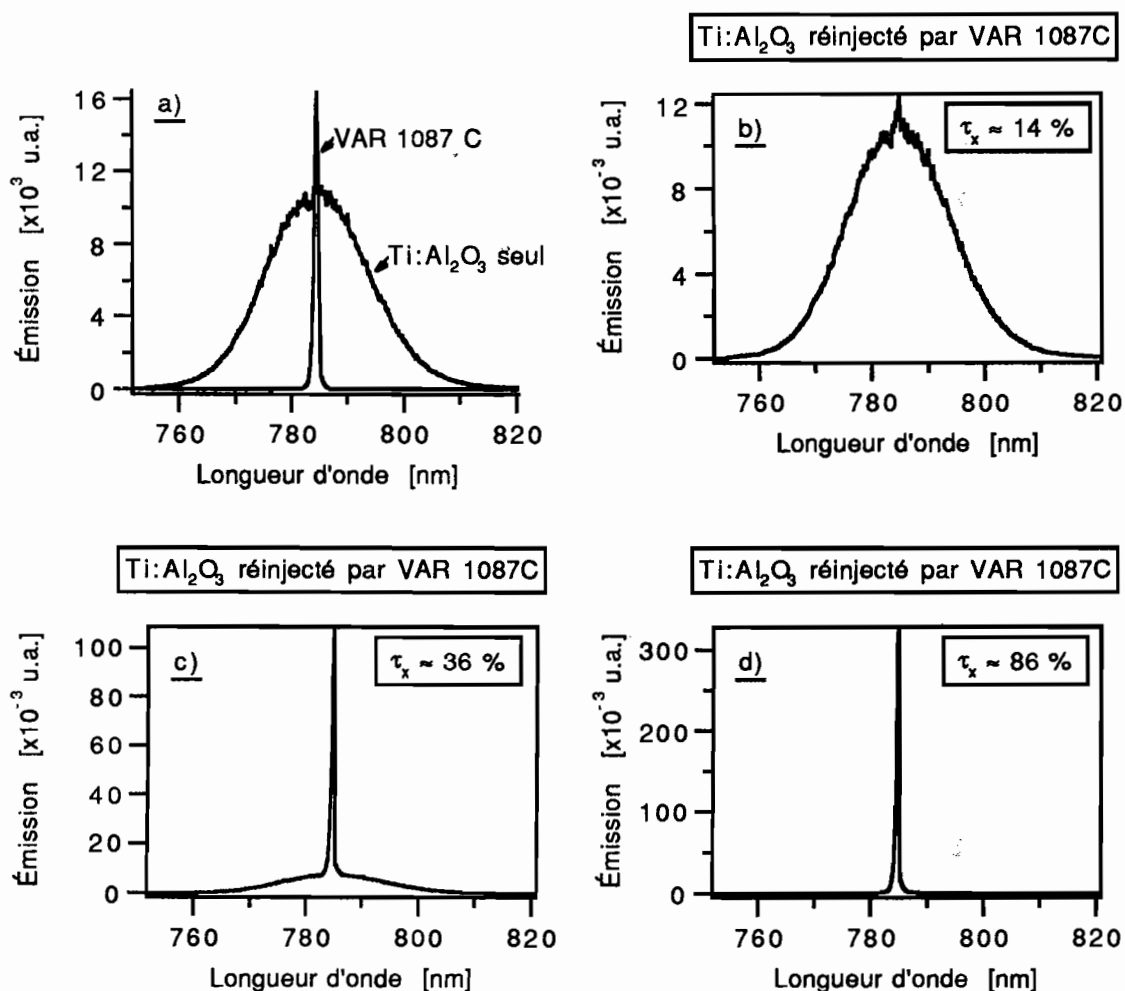 Ti:Al₂O₃ réinjecté par VAR 1087C
a)
VAR 1087 C
Ti:Al₂O₃ seul
Émission [x10³ u.a.]
16
12
8
4
0
760
780
800
820
Longueur d'onde [nm]
b)
τₓ ≈ 14 %
Émission [x10⁻³ u.a.]
12
8
4
0
760
780
800
820
Longueur d'onde [nm]
Ti:Al₂O₃ réinjecté par VAR 1087C
c)
τₓ ≈ 36 %
Émission [x10⁻³ u.a.]
100
80
60
40
20
0
760
780
800
820
Longueur d'onde [nm]
Ti:Al₂O₃ réinjecté par VAR 1087C
d)
τₓ ≈ 86 %
Émission [x10⁻³ u.a.]
300
200
100
0
760
780
800
820
Longueur d'onde [nm]